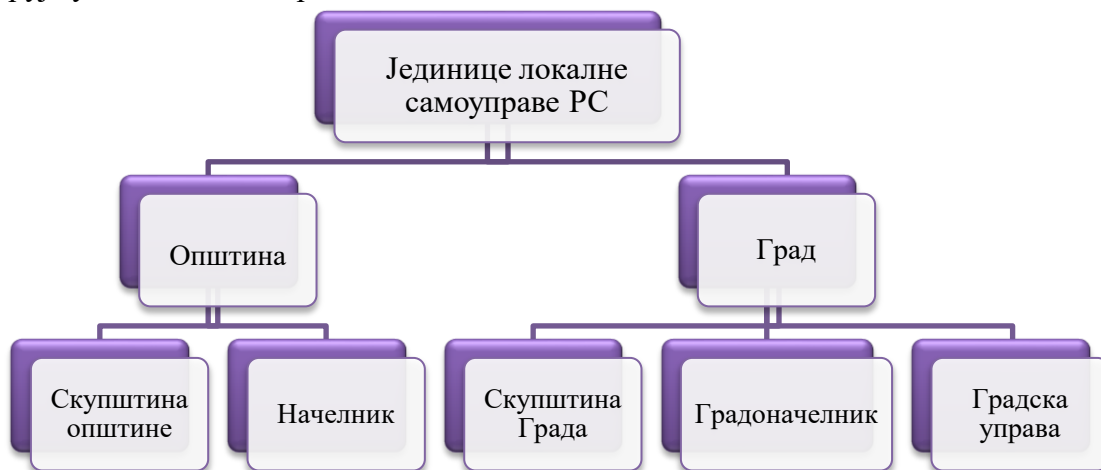 Јединице локалне
самоуправе РС
Општина
Град
Скупштина
општине
Начелник
Скупштина
Града
Градоначелник
Градска
управа